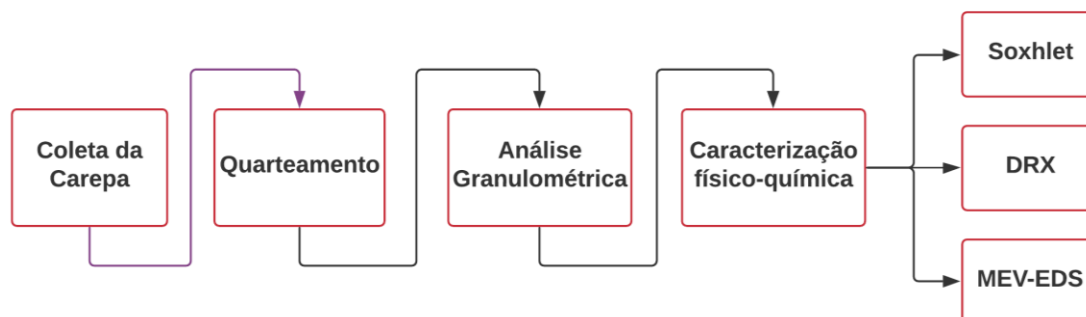 Coleta da
Carepa
Quarteamento
Análise
Granulométrica
Caracterização
físico-química
Soxhlet
DRX
MEV-EDS